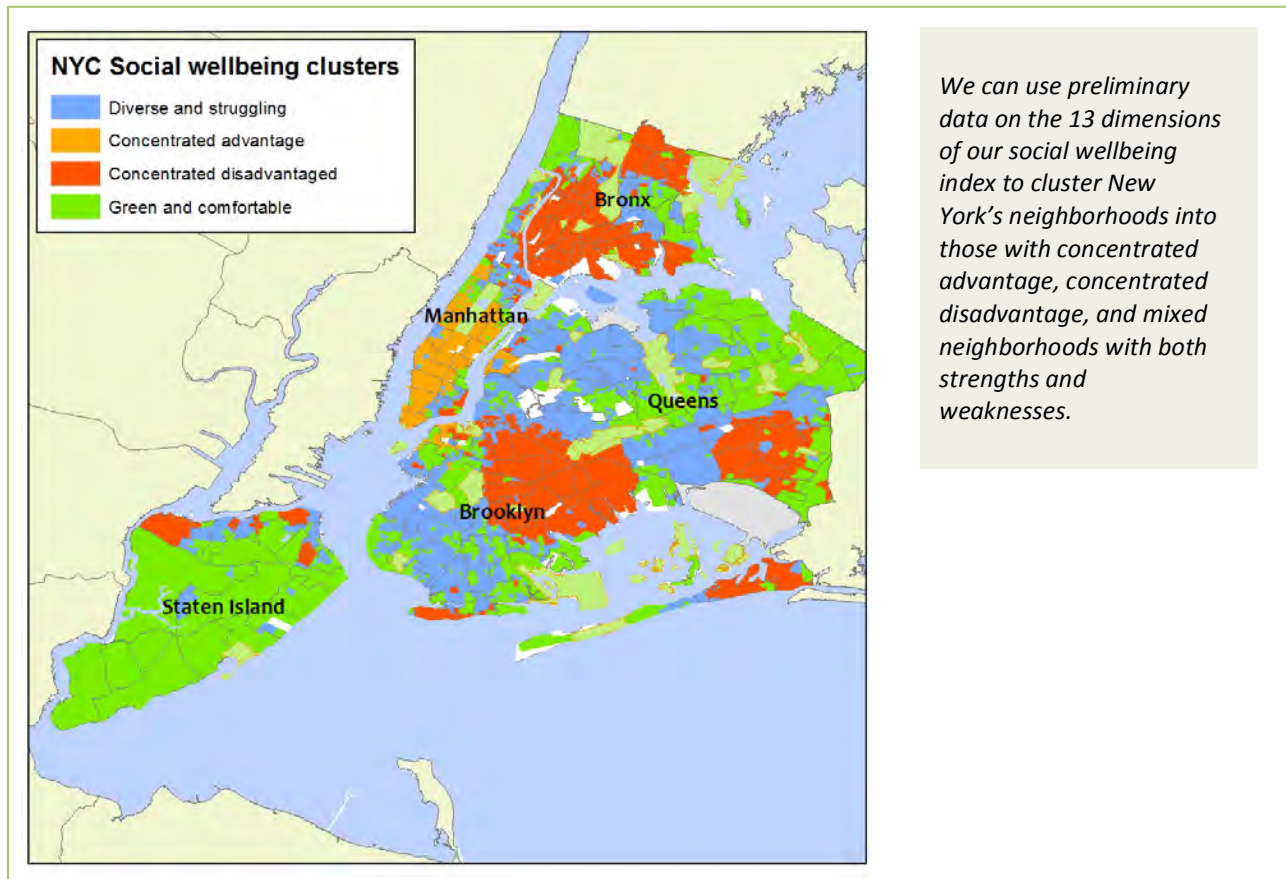 NYC Social wellbeing clusters
Diverse and struggling
Concentrated advantage
Concentrated disadvantaged
Green and comfortable
Bronx
Manhattan
Queens
Brooklyn
Staten Island
We can use preliminary
data on the 13 dimensions
of our social wellbeing
index to cluster New
York’s neighborhoods into
those with concentrated
advantage, concentrated
disadvantage, and mixed
neighborhoods with both
strengths and
weaknesses.